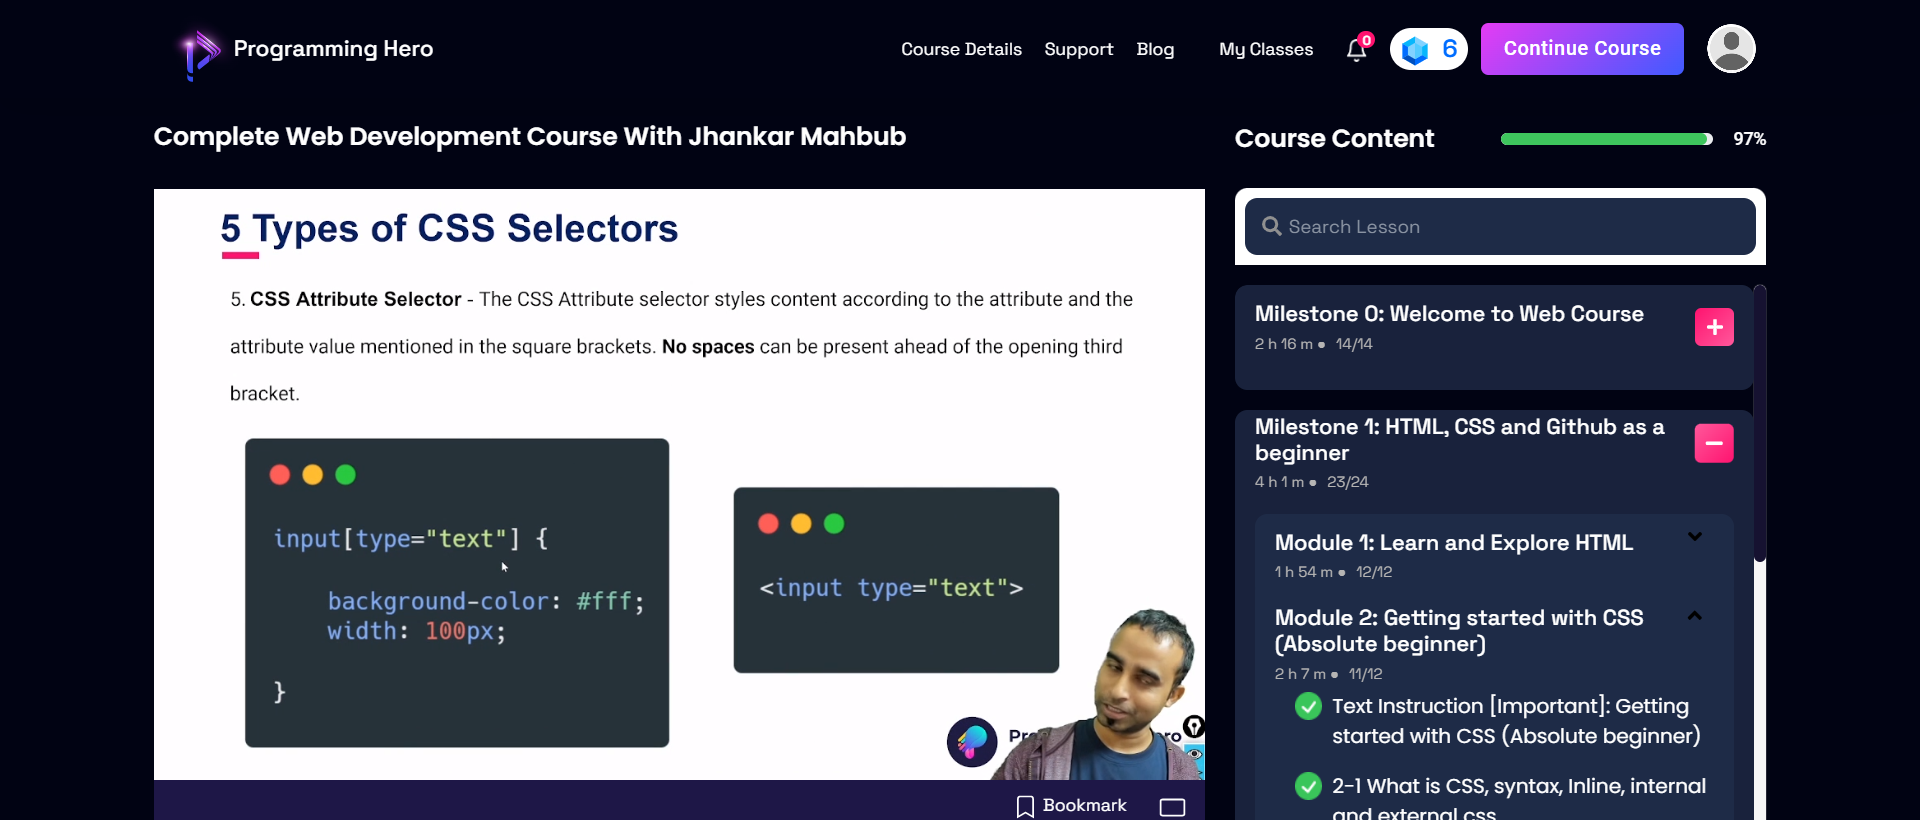 Programming Hero
Course Details Support Blog My Classes 0 6 Continue Course
Complete Web Development Course With Jhankar Mahbub
5 Types of CSS Selectors
5. CSS Attribute Selector - The CSS Attribute selector styles content according to the attribute and the
attribute value mentioned in the square brackets. No spaces can be present ahead of the opening third
bracket.
input[type="text"] {
background-color: #fff;
width: 100px;
}
<input type="text">
Bookmark
Course Content 97%
Search Lesson
Milestone 0: Welcome to Web Course
2 h 16 m 14/14
Milestone 1: HTML, CSS and Github as a
beginner
4 h 1 m 23/24
Module 1: Learn and Explore HTML
1 h 54 m 12/12
Module 2: Getting started with CSS
(Absolute beginner)
2 h 7 m 11/12
Text Instruction [Important]: Getting
started with CSS (Absolute beginner)
2-1 What is CSS, syntax, Inline, internal
and external css